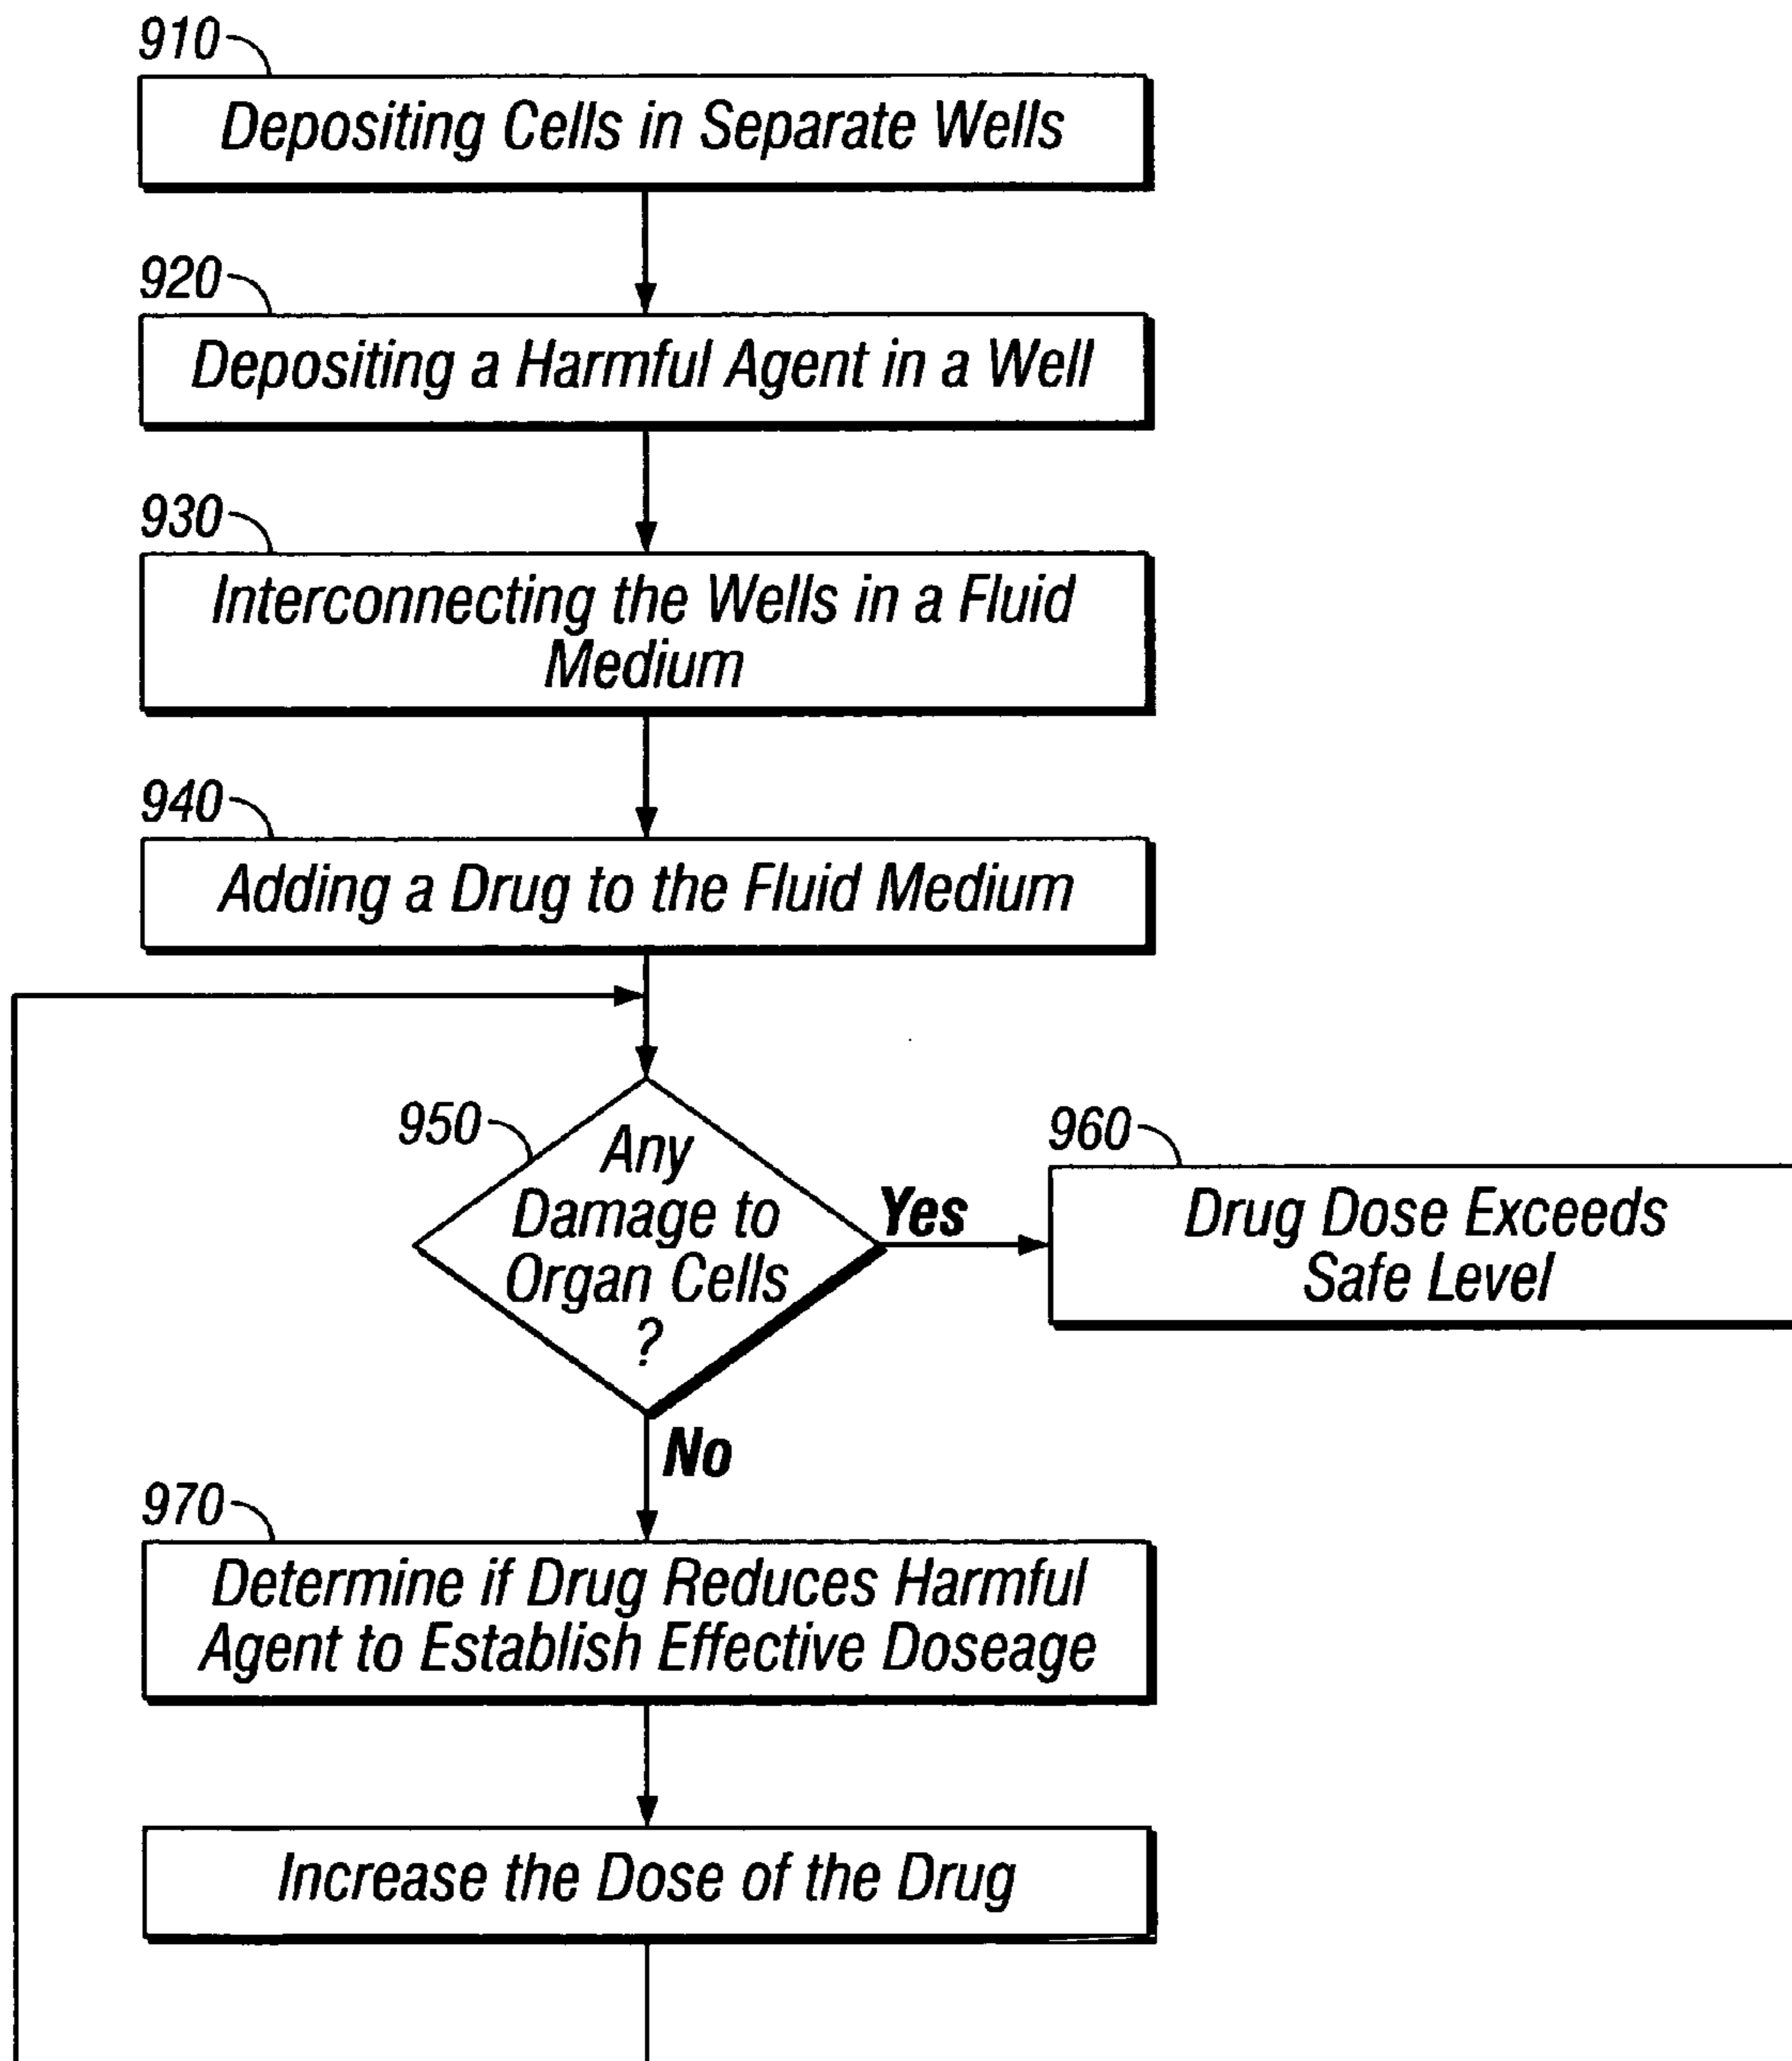 910
Depositing Cells in Separate Wells
920
Depositing a Harmful Agent in a Well
930
Interconnecting the Wells in a Fluid
Medium
940
Adding a Drug to the Fluid Medium
950
Any
Damage to
Organ Cells
?
Yes
960
Drug Dose Exceeds
Safe Level
No
970
Determine if Drug Reduces Harmful
Agent to Establish Effective Doseage
Increase the Dose of the Drug